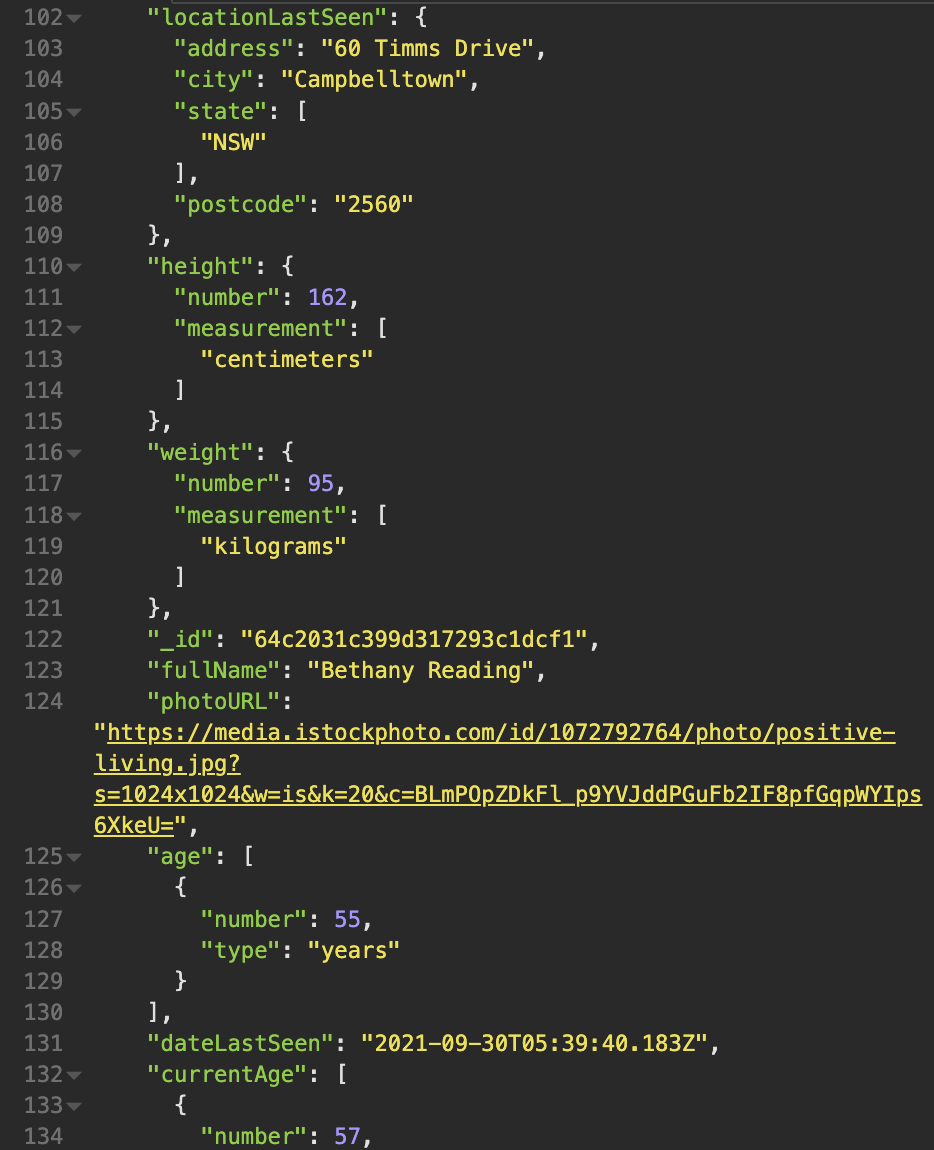 102 "locationLastSeen": {
103 "address": "60 Timms Drive",
104 "city": "Campbelltown",
105 "state": [
106 "NSW"
107 ],
108 "postcode": "2560"
109 },
110 "height": {
111 "number": 162,
112 "measurement": [
113 "centimeters"
114 ]
115 },
116 "weight": {
117 "number": 95,
118 "measurement": [
119 "kilograms"
120 ]
121 },
122 "_id": "64c2031c399d317293c1dcf1",
123 "fullName": "Bethany Reading",
124 "photoURL":
"https://media.istockphoto.com/id/1072792764/photo/positive-
living.jpg?
s=1024x1024&w=is&k=20&c=BLmPOpZDkFl_p9YVJddPGuFb2IF8pfGqpWYIps
6XkeU=",
125 "age": [
126 {
127 "number": 55,
128 "type": "years"
129 }
130 ],
131 "dateLastSeen": "2021-09-30T05:39:40.183Z",
132 "currentAge": [
133 {
134 "number": 57,